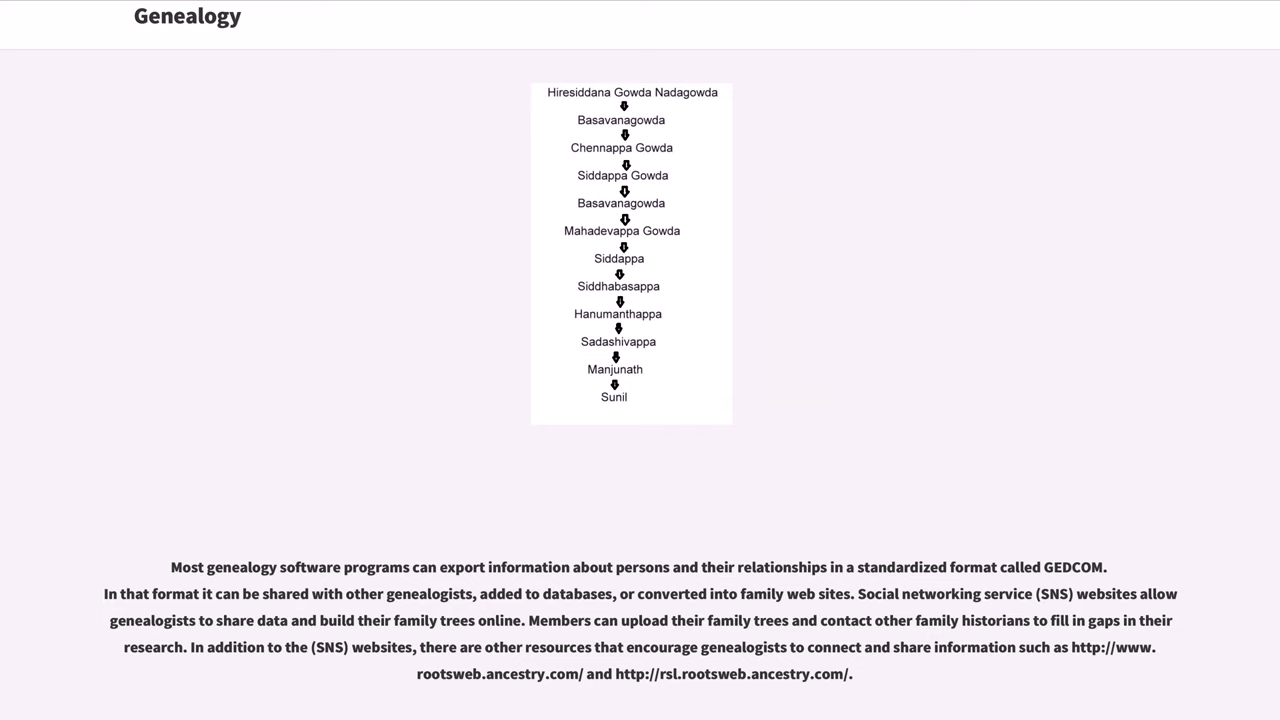 Genealogy
Hiresiddana Gowda Nadagowda
Basavanagowda
Chennappa Gowda
Siddappa Gowda
Basavanagowda
Mahadevappa Gowda
Siddappa
Siddhabasappa
Hanumanthappa
Sadashivappa
Manjunath
Sunil
Most genealogy software programs can export information about persons and their relationships in a standardized format called GEDCOM.
In that format it can be shared with other genealogists, added to databases, or converted into family web sites. Social networking service (SNS) websites allow
genealogists to share data and build their family trees online. Members can upload their family trees and contact other family historians to fill in gaps in their
research. In addition to the (SNS) websites, there are other resources that encourage genealogists to connect and share information such as http://www.
rootsweb.ancestry.com/ and http://rsl.rootsweb.ancestry.com/.